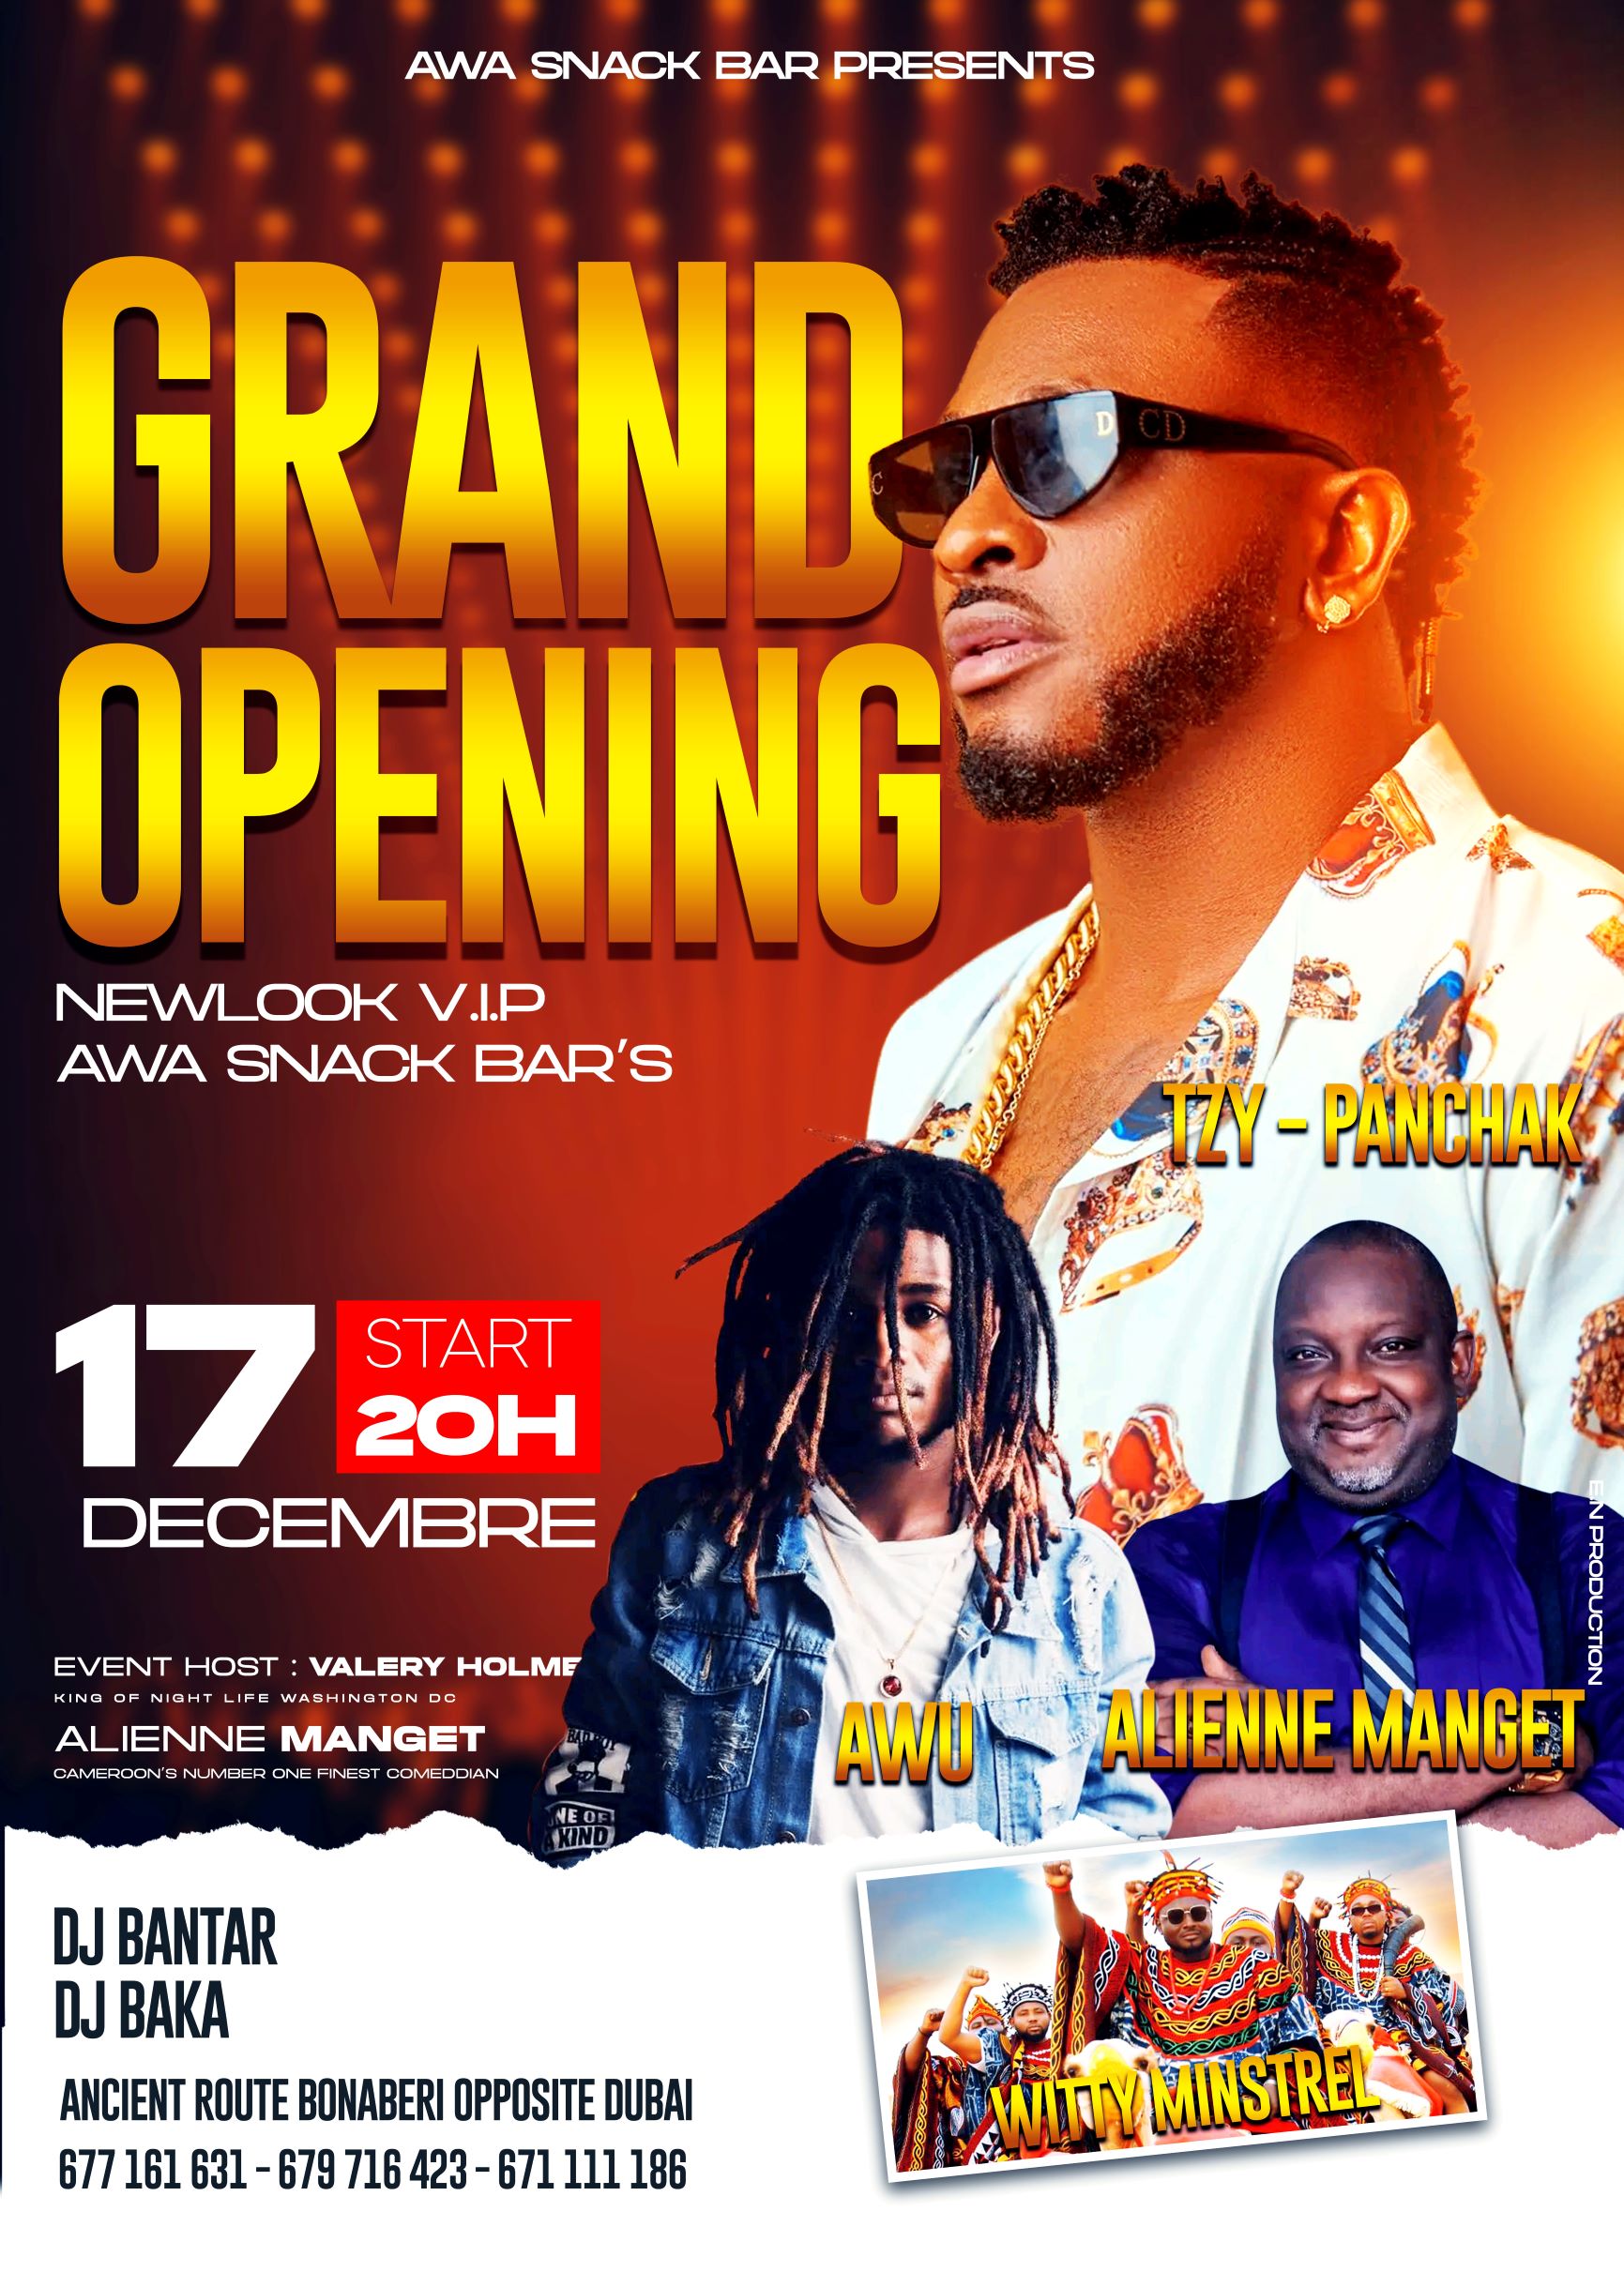 AWA SNACK BAR PRESENTS
GRAND
OPENING
NEWLOOK V.I.P
AWA SNACK BAR'S
D CD
C
TZY - PANCHAK
17
START
20H
DECEMBRE
EN PRODUCTION
EVENT HOST : VALERY HOLME
KING OF NIGHT LIFE WASHINGTON DC
ALIENNE MANGET
CAMEROON'S NUMBER ONE FINEST COMEDDIAN
AWU
ALIENNE MANGET
NE OF
A KIND
DJ BANTAR
DJ BAKA
ANCIENT ROUTE BONABERI OPPOSITE DUBAI
677 161 631 - 679 716 423 - 671 111 186
WITTY MINSTREL